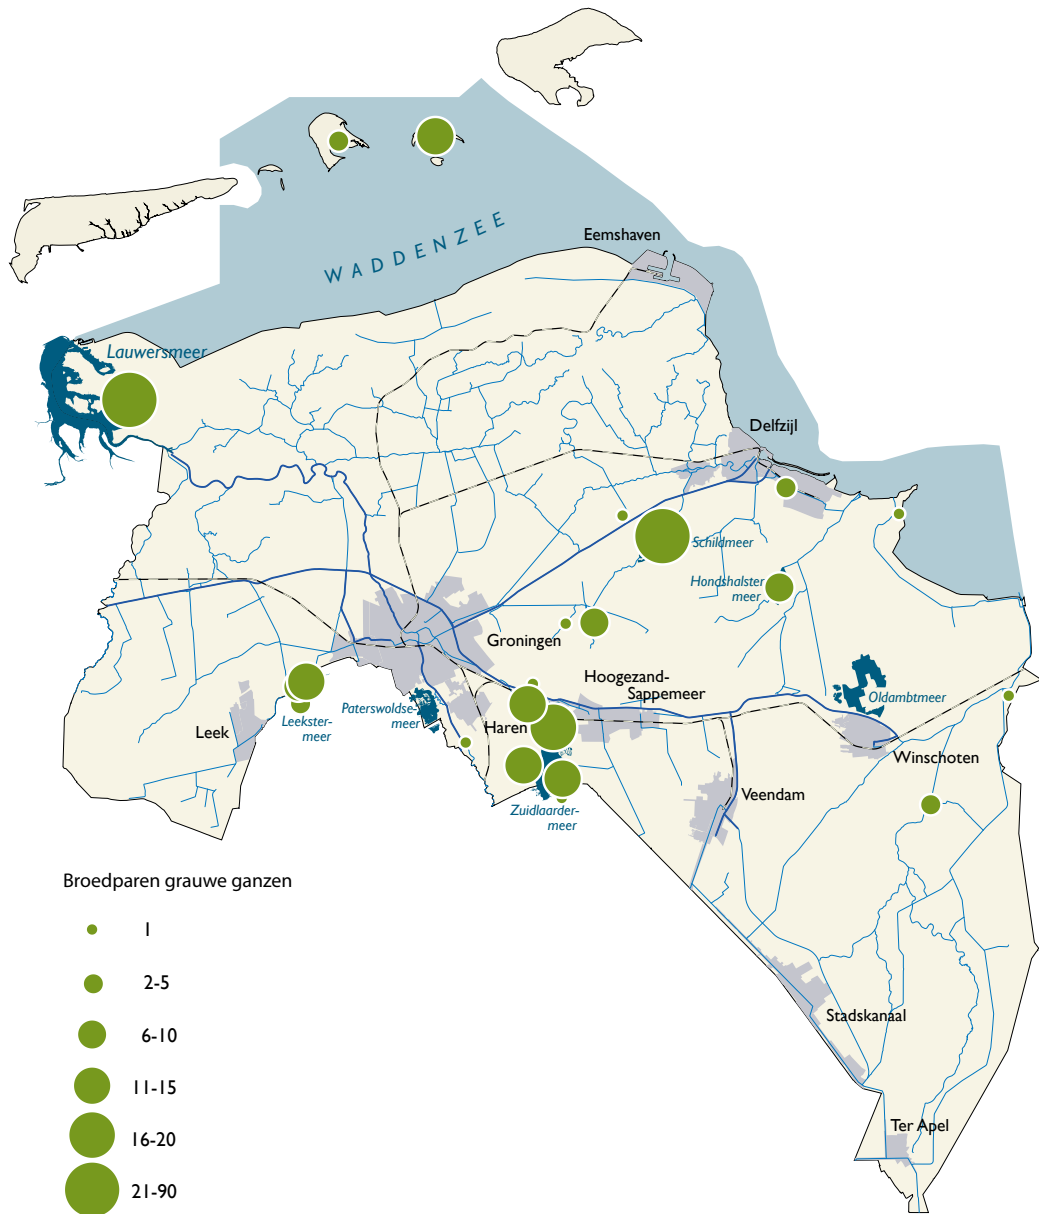 Eemshaven
WADDENZEE
Lauwersmeer
Delfzijl
Schildmeer
Hondshalster
meer
Groningen
Hoogezand-
Sappemeer
Oldambtmeer
Leekster-
meer
Paterswoldse-
meer
Leek
Haren
Winschoten
Veendam
Zuidlaarder-
meer
Stadskanaal
Ter Apel
Broedparen grauwe ganzen
1
2-5
6-10
11-15
16-20
21-90